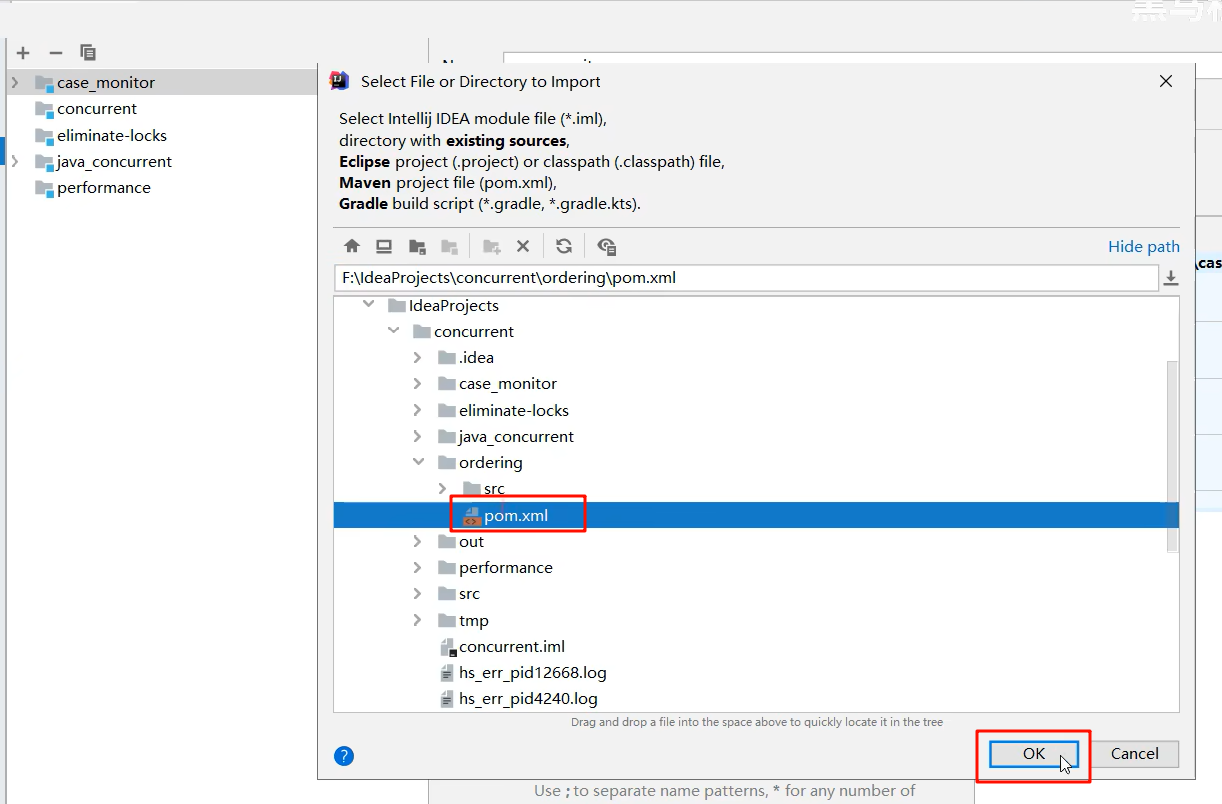 case_monitor
concurrent
eliminate-locks
java_concurrent
performance
Select File or Directory to Import
Select Intellij IDEA module file (*.iml),
directory with existing sources,
Eclipse project (.project) or classpath (.classpath) file,
Maven project file (pom.xml),
Gradle build script (*.gradle, *.gradle.kts).
Hide path
F:\IdeaProjects\concurrent\ordering\pom.xml
\cas
IdeaProjects
concurrent
.idea
case_monitor
eliminate-locks
java_concurrent
ordering
src
pom.xml
out
performance
src
tmp
concurrent.iml
hs_err_pid12668.log
hs_err_pid4240.log
Drag and drop a file into the space above to quickly locate it in the tree
?
OK
Cancel
Use ; to separate name patterns, * for any number of